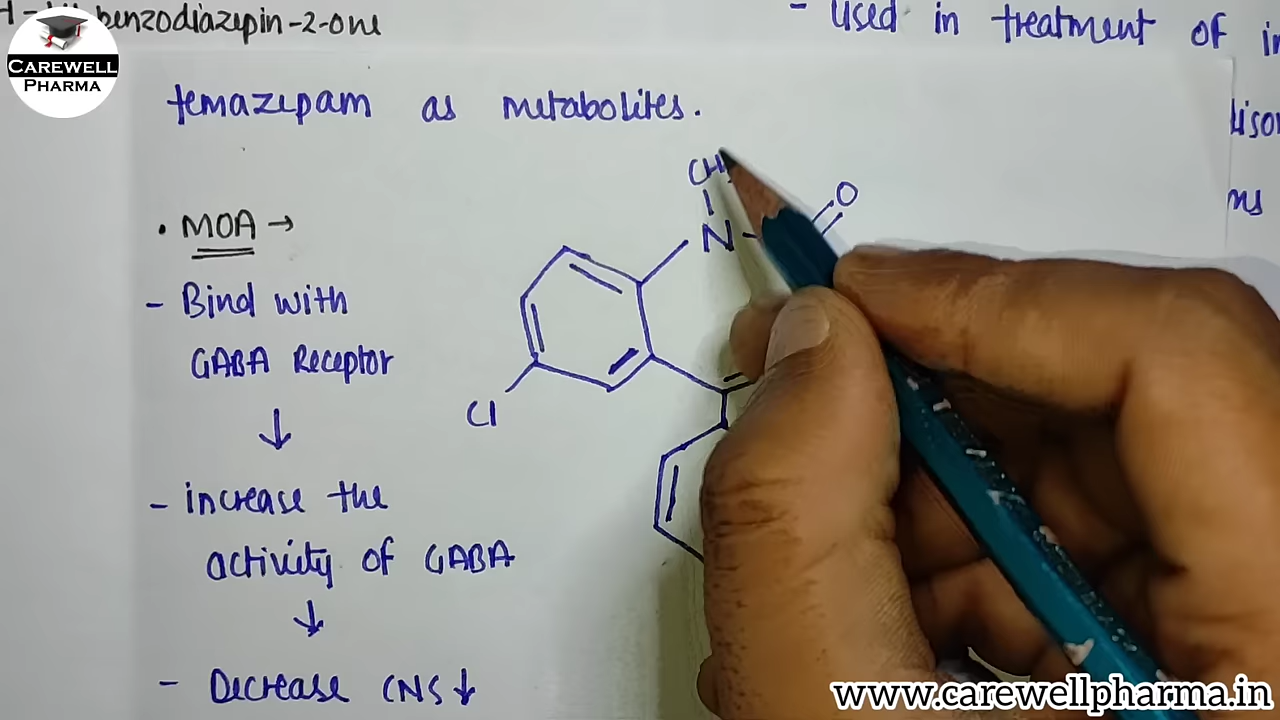 benzodiazepin-2-one
- Used in treatment of
CAREWELL
PHARMA
temazepam as metabolites.
• MOA →
- Bind with
GABA Receptor
↓
- increase the
activity of GABA
↓
- Decrease CNS ↓
CH
N
O
Cl
www.carewellpharma.in